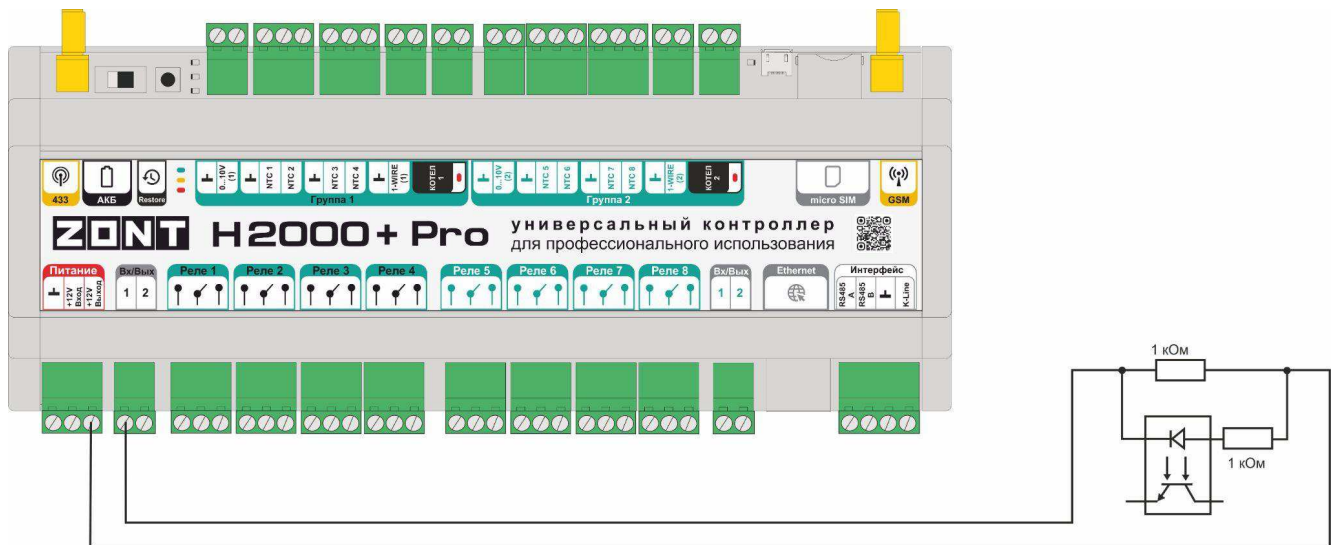 0...10V (1)
NTC 1
NTC 2
NTC 3
NTC 4
1-WIRE (1)
КОТЕЛ 1
0...10V (2)
NTC 5
NTC 6
NTC 7
NTC 8
1-WIRE (2)
КОТЕЛ 2
433
АКБ
Restore
Группа 1
Группа 2
micro SIM
GSM
ZONT H2000+ Pro
универсальный контроллер
для профессионального использования
Питание
Вх/Вых
Реле 1
Реле 2
Реле 3
Реле 4
Реле 5
Реле 6
Реле 7
Реле 8
Вх/Вых
Ethernet
Интерфейс
+12V Вход
+12V Выход
1 2
1 2
RS485 A
RS485 B
K-Line
1 кОм
1 кОм